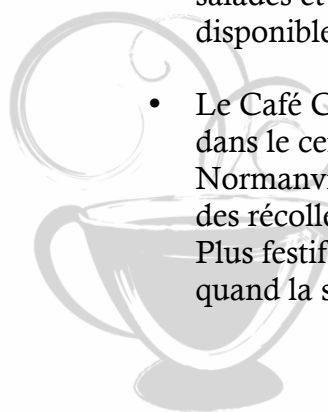 salades et
disponible
• Le Café G
dans le ce
Normanvi
des récolle
Plus festif
quand la s